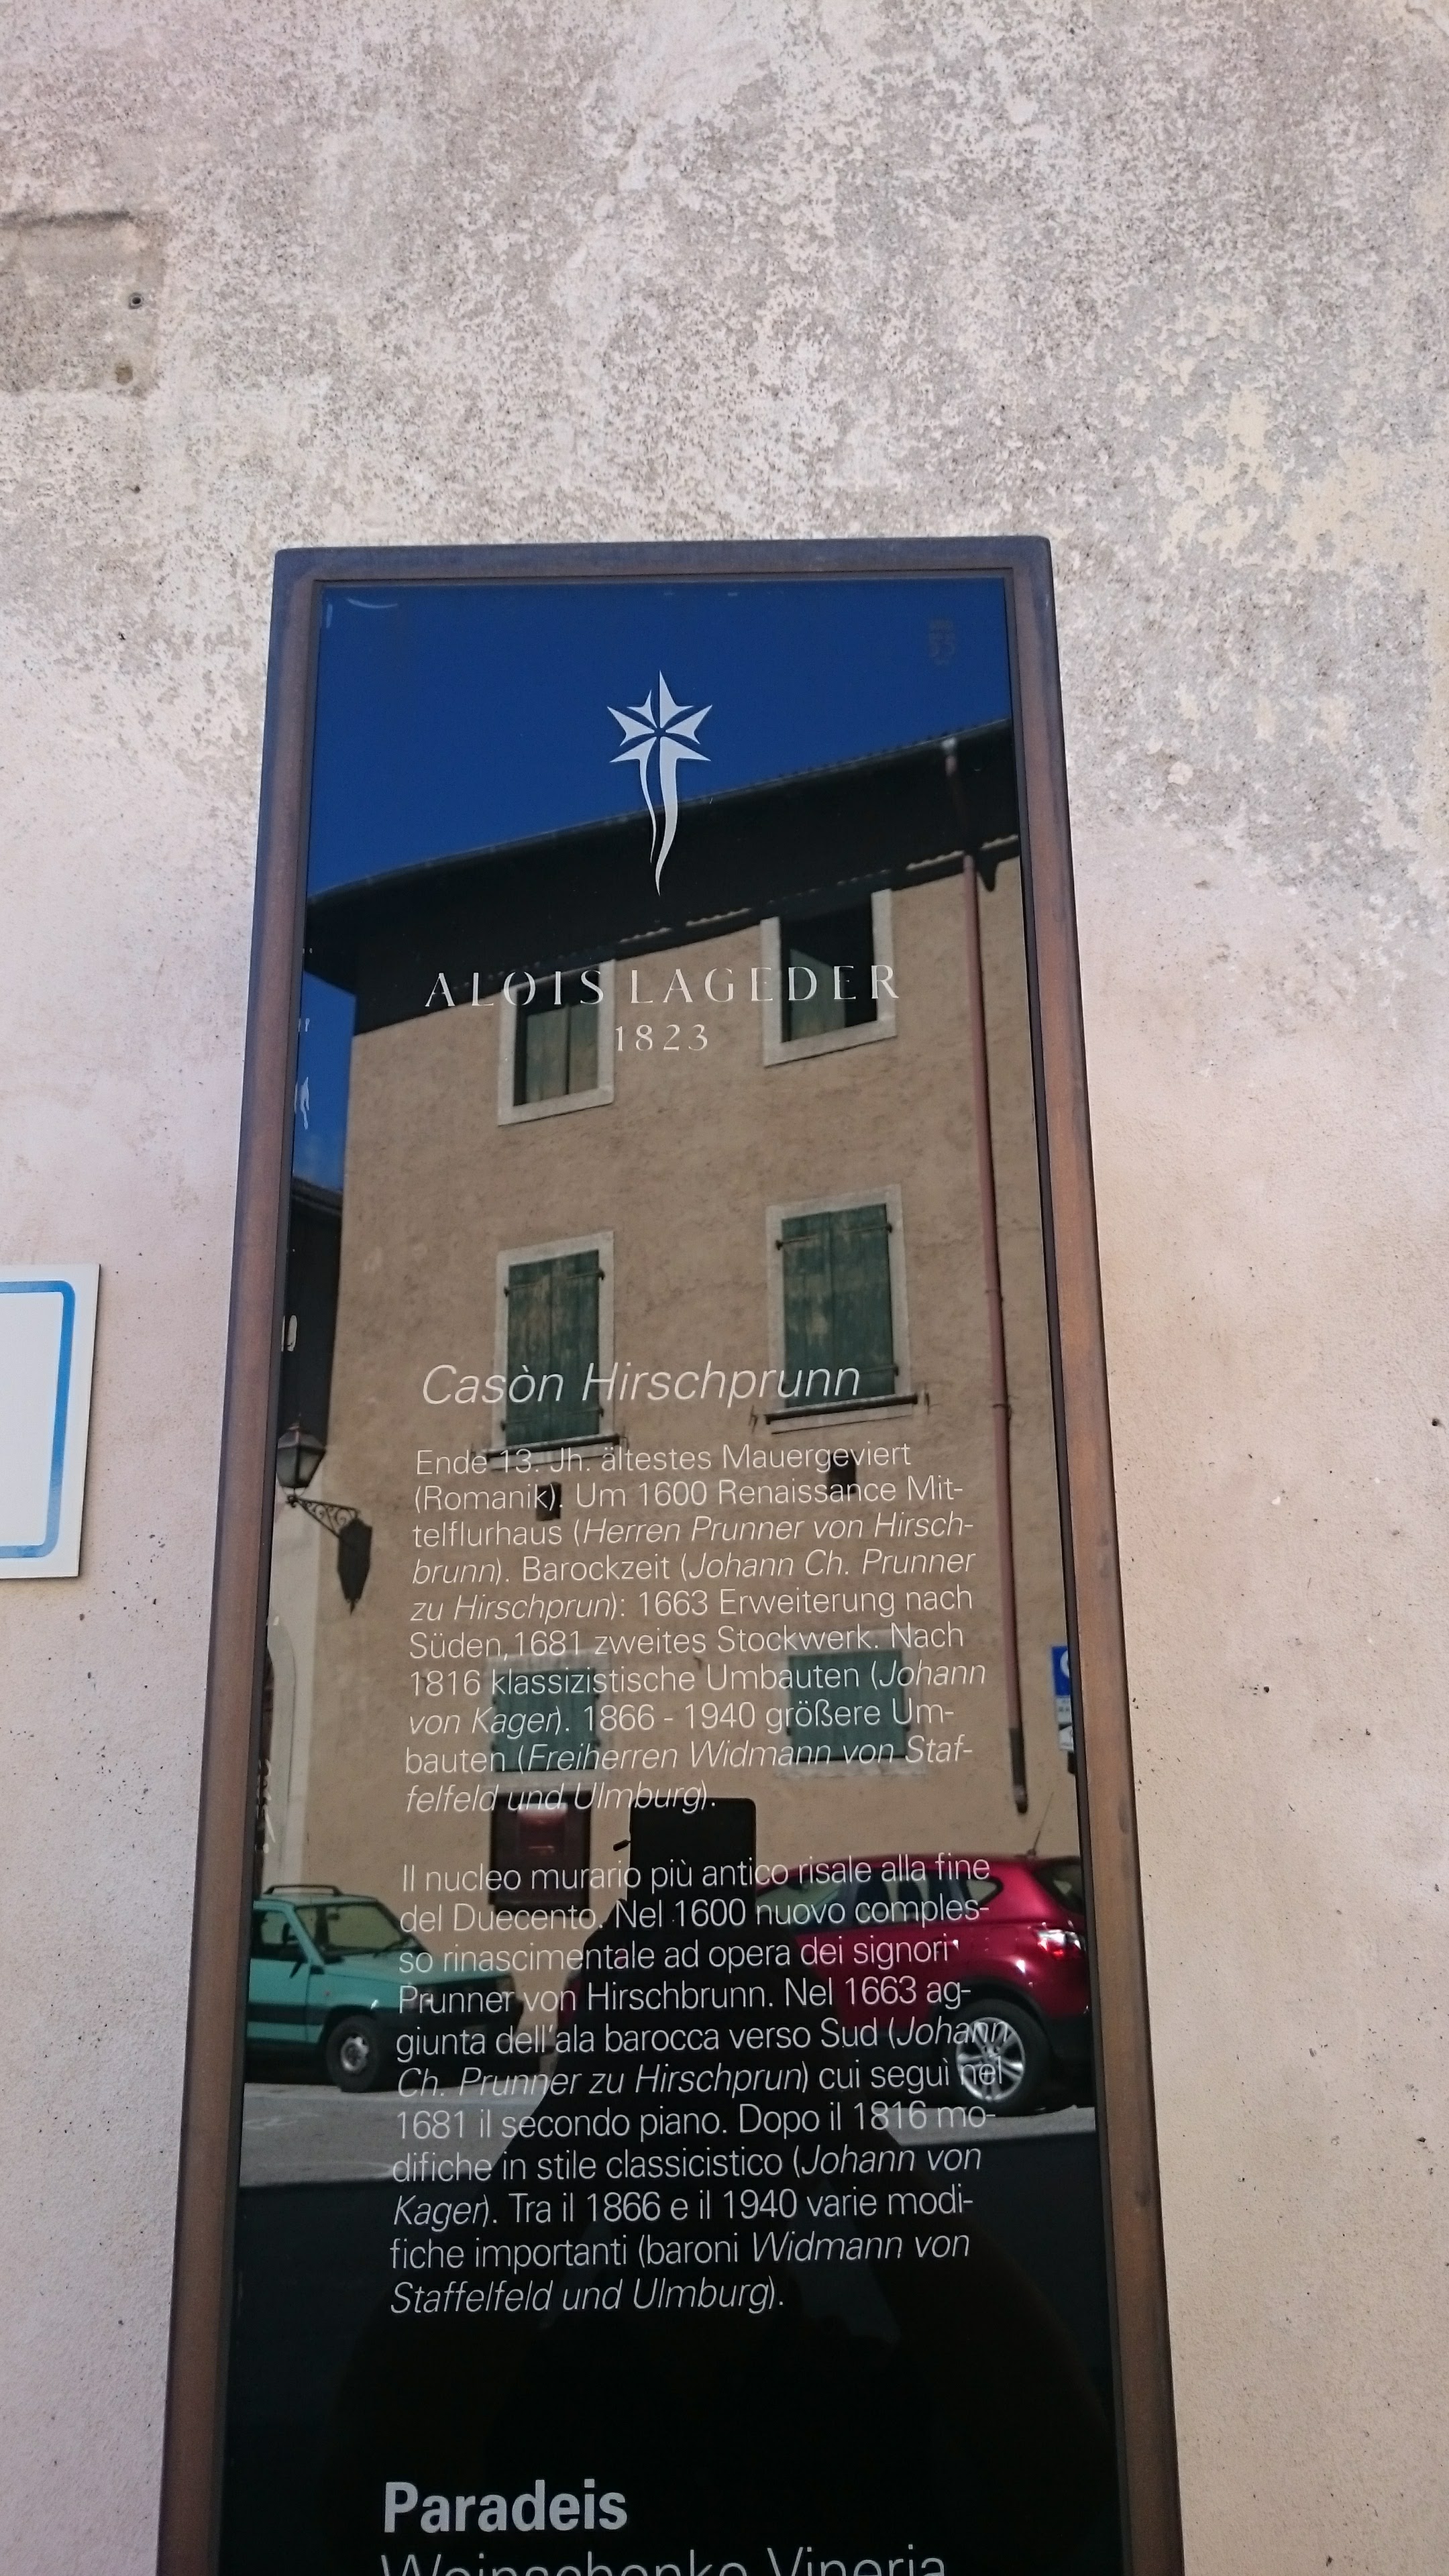 ALOIS LAGEDER
1823
Casòn Hirschprunn
Ende 13. Jh. ältestes Mauergeviert
(Romanik). Um 1600 Renaissance Mit-
telflurhaus (Herren Prunner von Hirsch-
brunn). Barockzeit (Johann Ch. Prunner
zu Hirschprun): 1663 Erweiterung nach
Süden,1681 zweites Stockwerk. Nach
1816 klassizistische Umbauten (Johann
von Kager). 1866 - 1940 größere Um-
bauten (Freiherren Widmann von Staf-
felfeld und Ulmburg).
Il nucleo murario più antico risale alla fine
del Duecento. Nel 1600 nuovo comples-
so rinascimentale ad opera dei signori
Prunner von Hirschbrunn. Nel 1663 ag-
giunta dell'ala barocca verso Sud (Johann
Ch. Prunner zu Hirschprun) cui seguì nel
1681 il secondo piano. Dopo il 1816 mo-
difiche in stile classicistico (Johann von
Kager). Tra il 1866 e il 1940 varie modi-
fiche importanti (baroni Widmann von
Staffelfeld und Ulmburg).
Paradeis
Weinschenke Vineria